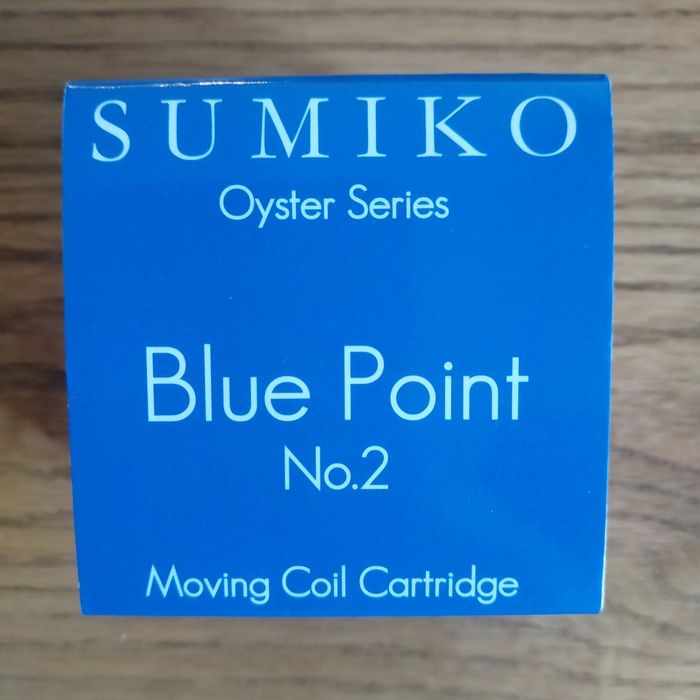 SUMIKO
Oyster Series
Blue Point
No.2
Moving Coil Cartridge